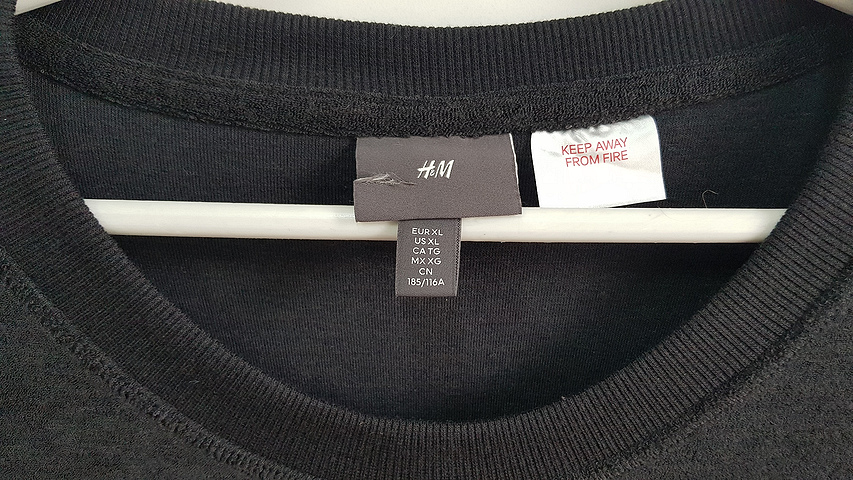 H&M
KEEP AWAY
FROM FIRE
EUR XL
US XL
CA TG
MX XG
CN
185/116A